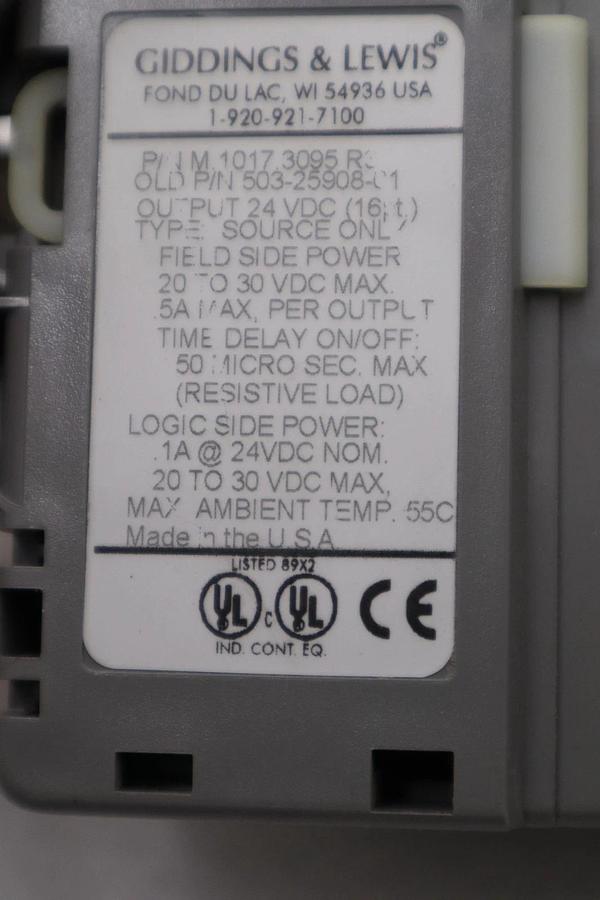 GIDDINGS & LEWIS®
FOND DU LAC, WI 54936 USA
1-920-921-7100
P/N M.1017.3095
OLD P/N 503-25908-01
OUTPUT 24 VDC (16pt.)
TYPE: SOURCE ONLY
FIELD SIDE POWER
20 TO 30 VDC MAX.
.5A MAX, PER OUTPUT
TIME DELAY ON/OFF:
50 MICRO SEC. MAX
(RESISTIVE LOAD)
LOGIC SIDE POWER:
.1A @ 24VDC NOM.
20 TO 30 VDC MAX,
MAX AMBIENT TEMP. 55C
Made in the U.S.A.
LISTED 89X2
UL C UL CE
IND. CONT. EQ.